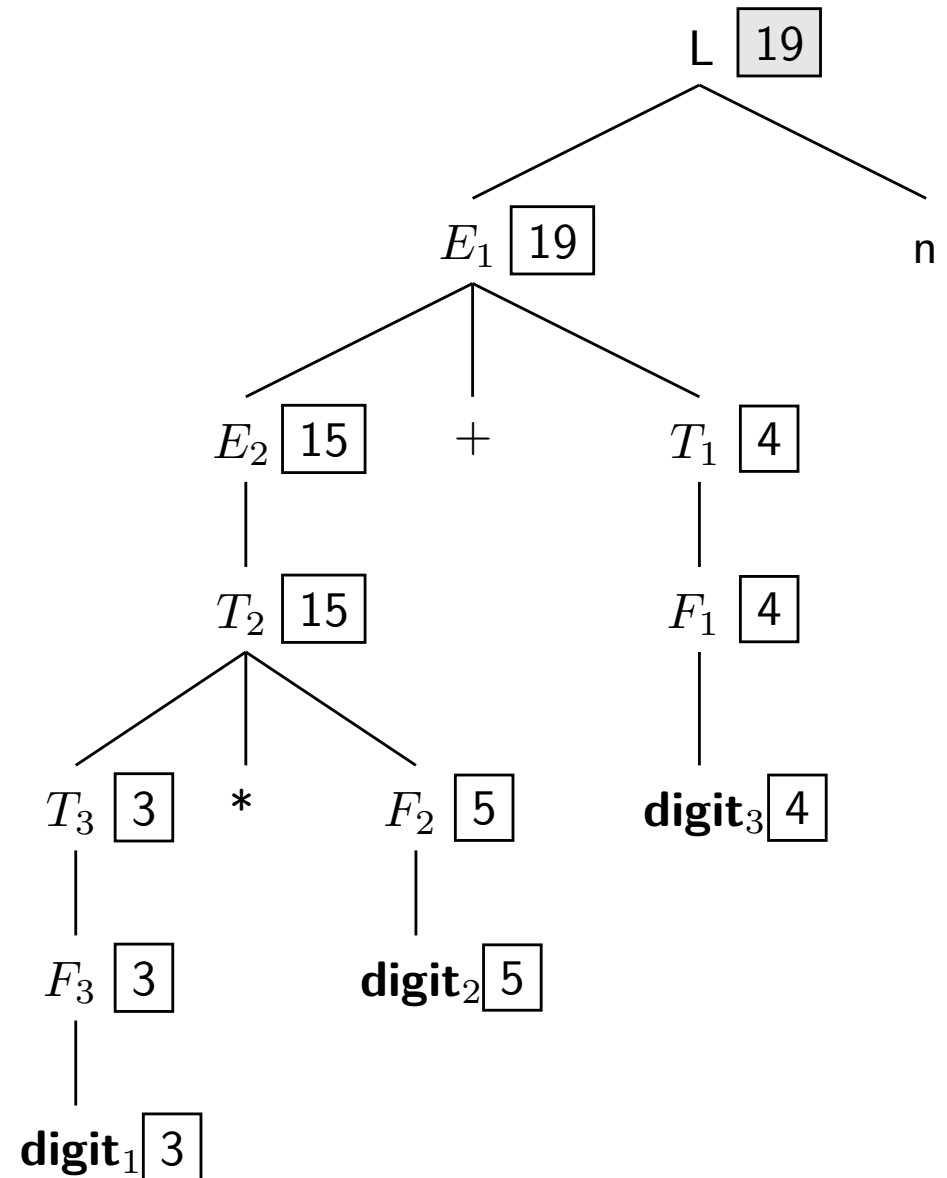 L 19
E₁ 19 n
E₂ 15 + T₁ 4
T₂ 15 F₁ 4
T₃ 3 * F₂ 5 digit₃ 4
F₃ 3 digit₂ 5
digit₁ 3